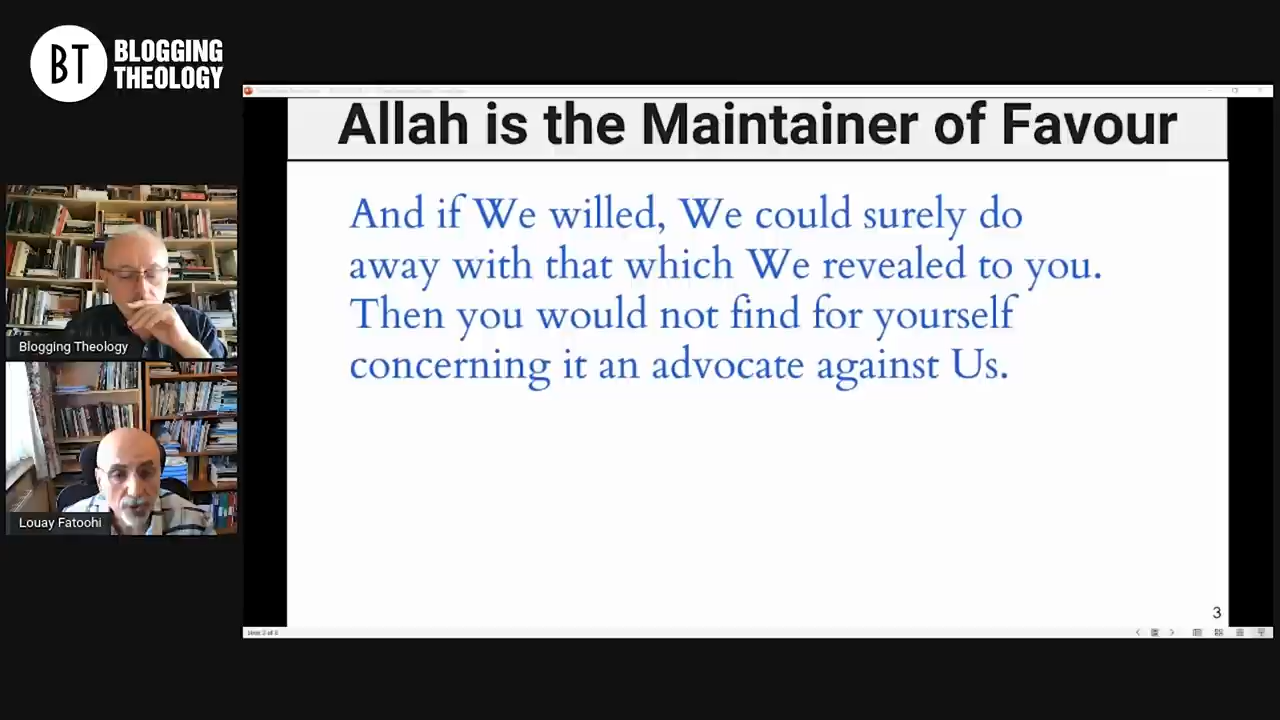 BT BLOGGING
THEOLOGY
Allah is the Maintainer of Favour
And if We willed, We could surely do
away with that which We revealed to you.
Then you would not find for yourself
concerning it an advocate against Us.
Blogging Theology
Louay Fatoohi
3